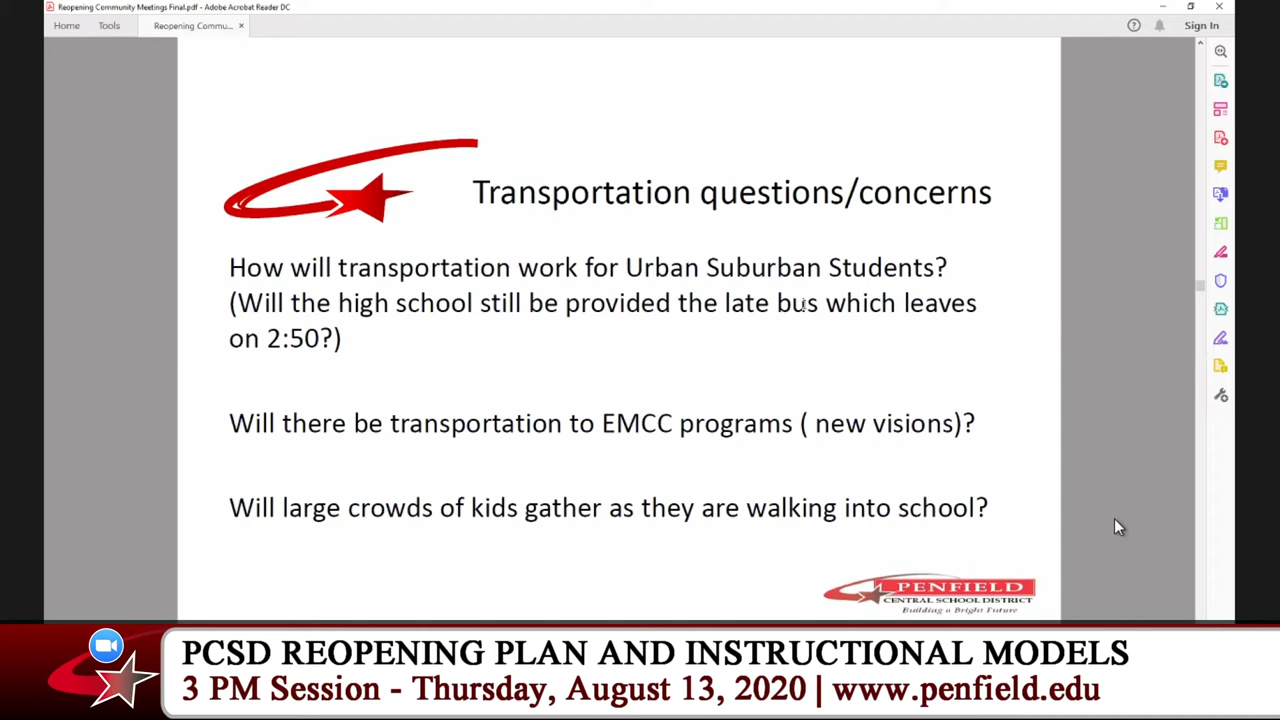 Reopening Community Meetings Final.pdf - Adobe Acrobat Reader DC
Home Tools Reopening Commu... ×
Sign In
Transportation questions/concerns
How will transportation work for Urban Suburban Students?
(Will the high school still be provided the late bus which leaves
on 2:50?)
Will there be transportation to EMCC programs ( new visions)?
Will large crowds of kids gather as they are walking into school?
PENFIELD
CENTRAL SCHOOL DISTRICT
Building a Bright Future
PCSD REOPENING PLAN AND INSTRUCTIONAL MODELS
3 PM Session - Thursday, August 13, 2020 | www.penfield.edu